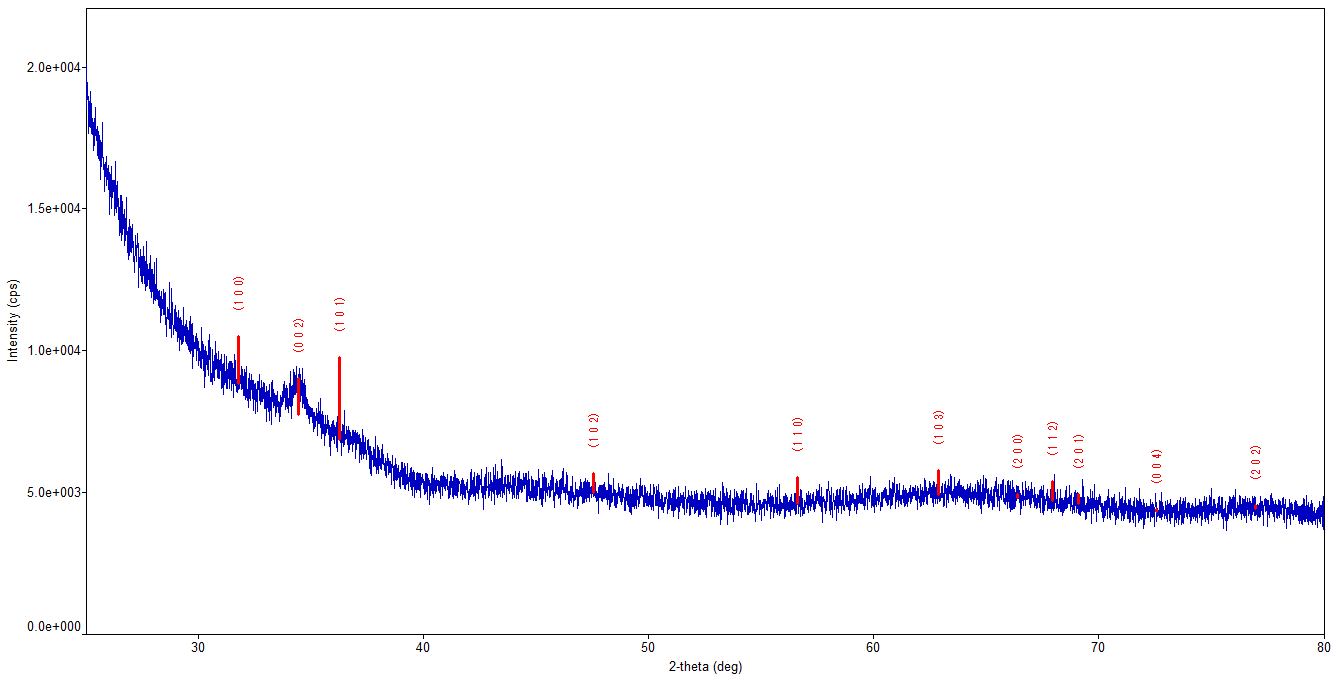 2.0e+004
1.5e+004
1.0e+004
5.0e+003
0.0e+000
Intensity (cps)
(1 0 0)
(0 0 2)
(1 0 1)
(1 0 2)
(1 1 0)
(1 0 3)
(2 0 0)
(1 1 2)
(2 0 1)
(0 0 4)
(2 0 2)
30 40 50 60 70 80
2-theta (deg)